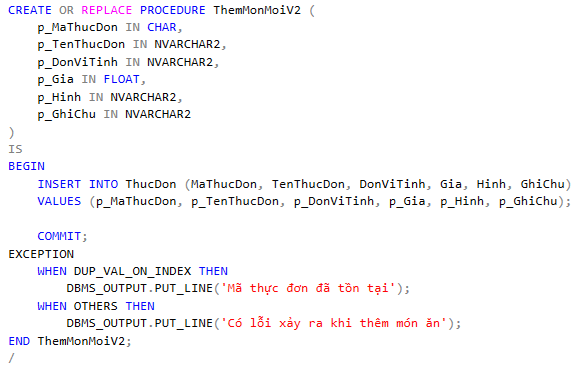 CREATE OR REPLACE PROCEDURE ThemMonMoiV2 (
    p_MaThucDon IN CHAR,
    p_TenThucDon IN NVARCHAR2,
    p_DonViTinh IN NVARCHAR2,
    p_Gia IN FLOAT,
    p_Hinh IN NVARCHAR2,
    p_GhiChu IN NVARCHAR2
)
IS
BEGIN
    INSERT INTO ThucDon (MaThucDon, TenThucDon, DonViTinh, Gia, Hinh, GhiChu)
    VALUES (p_MaThucDon, p_TenThucDon, p_DonViTinh, p_Gia, p_Hinh, p_GhiChu);
    COMMIT;
EXCEPTION
    WHEN DUP_VAL_ON_INDEX THEN
        DBMS_OUTPUT.PUT_LINE('Mã thực đơn đã tồn tại');
    WHEN OTHERS THEN
        DBMS_OUTPUT.PUT_LINE('Có lỗi xảy ra khi thêm món ăn');
END ThemMonMoiV2;
/